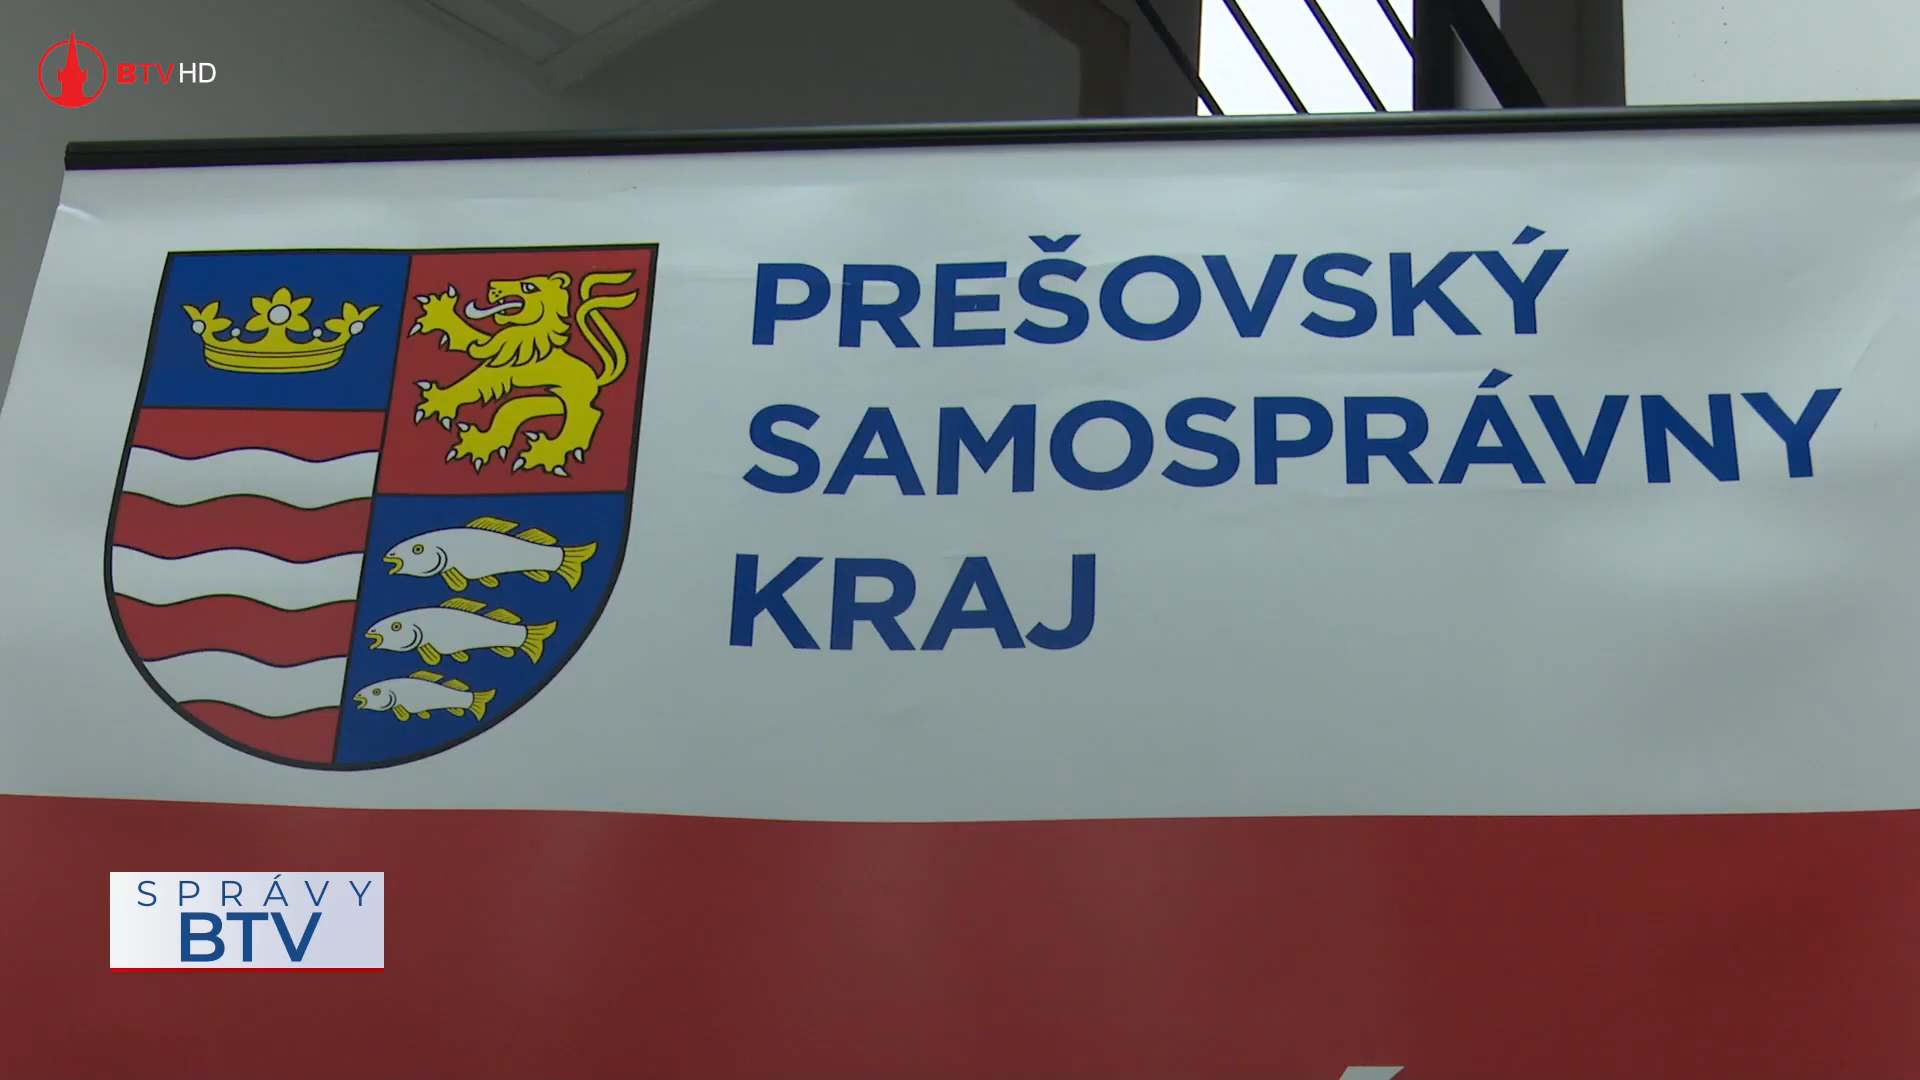 BTV HD
PREŠOVSKÝ
SAMOSPRÁVNY
KRAJ
SPRÁVY
BTV